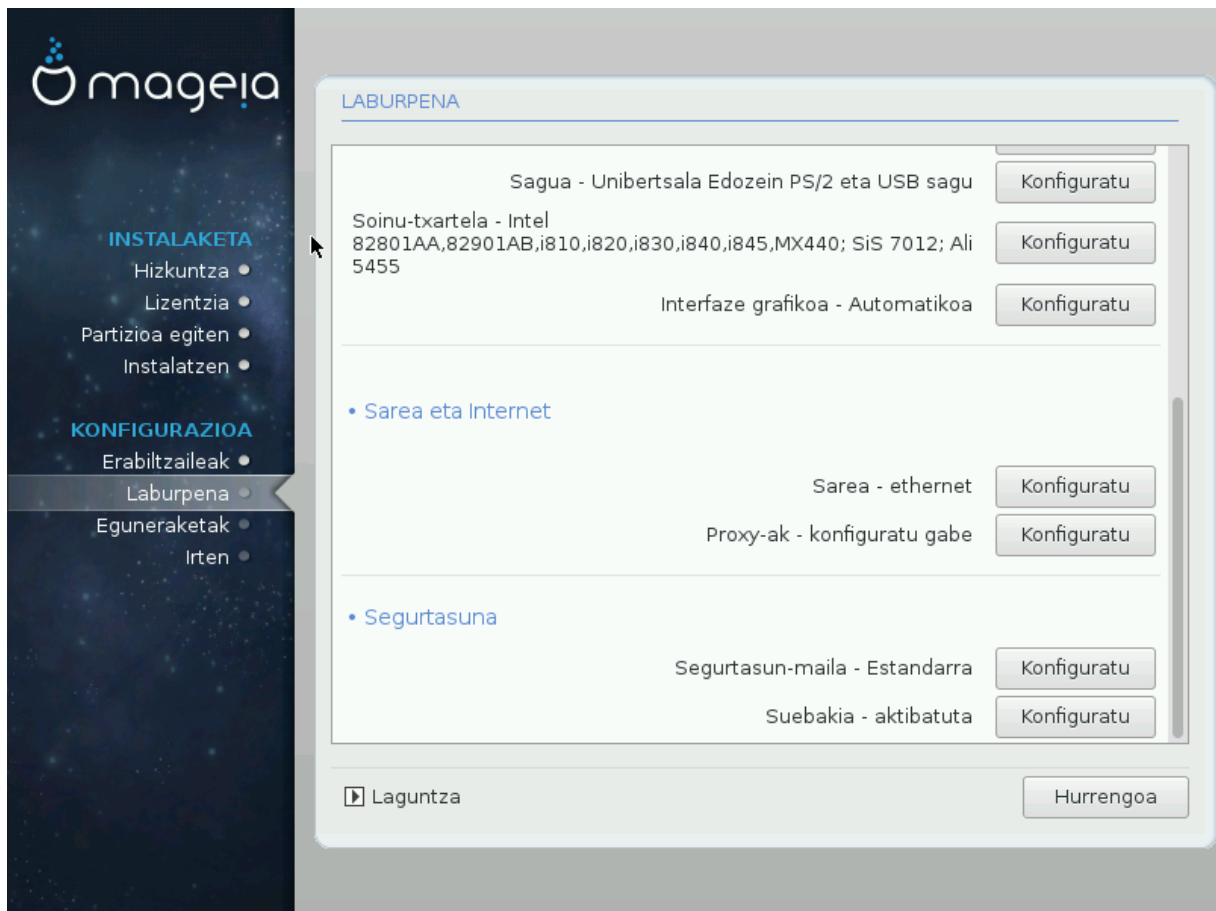 mageia
INSTALAKETA
Hizkuntza
Lizentzia
Partizioa egiten
Instalatzen
KONFIGURAZIOA
Erabiltzaileak
Laburpena
Eguneraketak
Irten
LABURPENA
Sagua - Unibertsala Edozein PS/2 eta USB sagu
Konfiguratu
Soinu-txartela - Intel
82801AA,82901AB,i810,i820,i830,i840,i845,MX440; SiS 7012; Ali
5455
Konfiguratu
Interfaze grafikoa - Automatikoa
Konfiguratu
• Sarea eta Internet
Sarea - ethernet
Konfiguratu
Proxy-ak - konfiguratu gabe
Konfiguratu
• Segurtasuna
Segurtasun-maila - Estandarra
Konfiguratu
Suebakia - aktibatuta
Konfiguratu
Laguntza
Hurrengoa